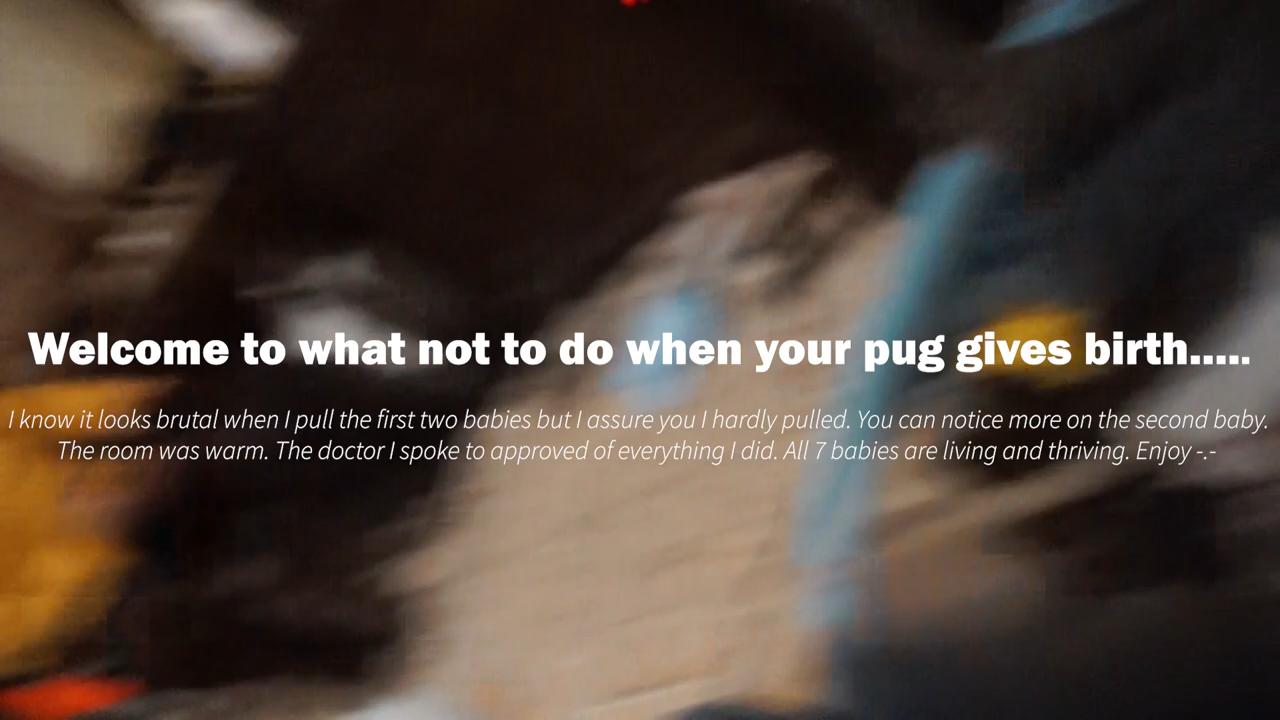 Welcome to what not to do when your pug gives birth.....
I know it looks brutal when I pull the first two babies but I assure you I hardly pulled. You can notice more on the second baby.
The room was warm. The doctor I spoke to approved of everything I did. All 7 babies are living and thriving. Enjoy -.-